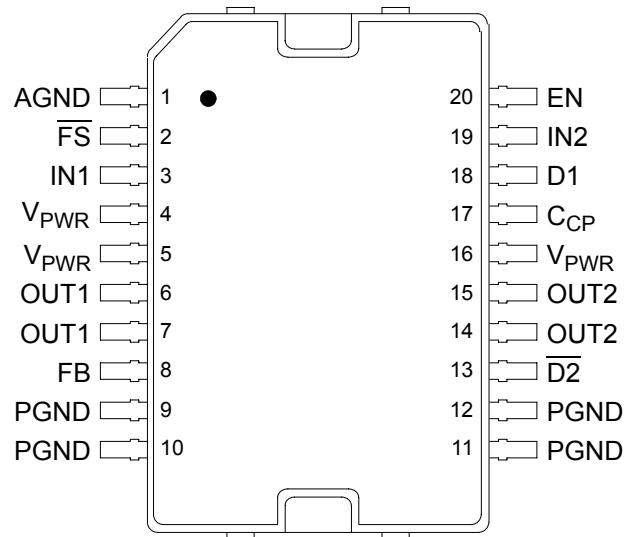 AGND 1 20 EN
F̅S̅ 2 19 IN2
IN1 3 18 D1
VPWR 4 17 CCP
VPWR 5 16 VPWR
OUT1 6 15 OUT2
OUT1 7 14 OUT2
FB 8 13 D̅2̅
PGND 9 12 PGND
PGND 10 11 PGND